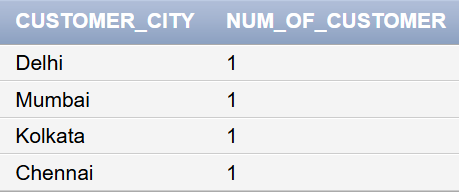 CUSTOMER_CITY NUM_OF_CUSTOMER
Delhi 1
Mumbai 1
Kolkata 1
Chennai 1